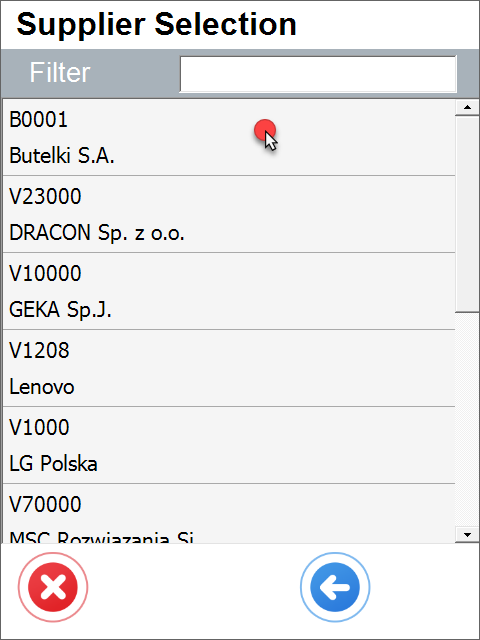 Supplier Selection
Filter
B0001
Butelki S.A.
V23000
DRACON Sp. z o.o.
V10000
GEKA Sp.J.
V1208
Lenovo
V1000
LG Polska
V70000
MSC Rozwiazania Si